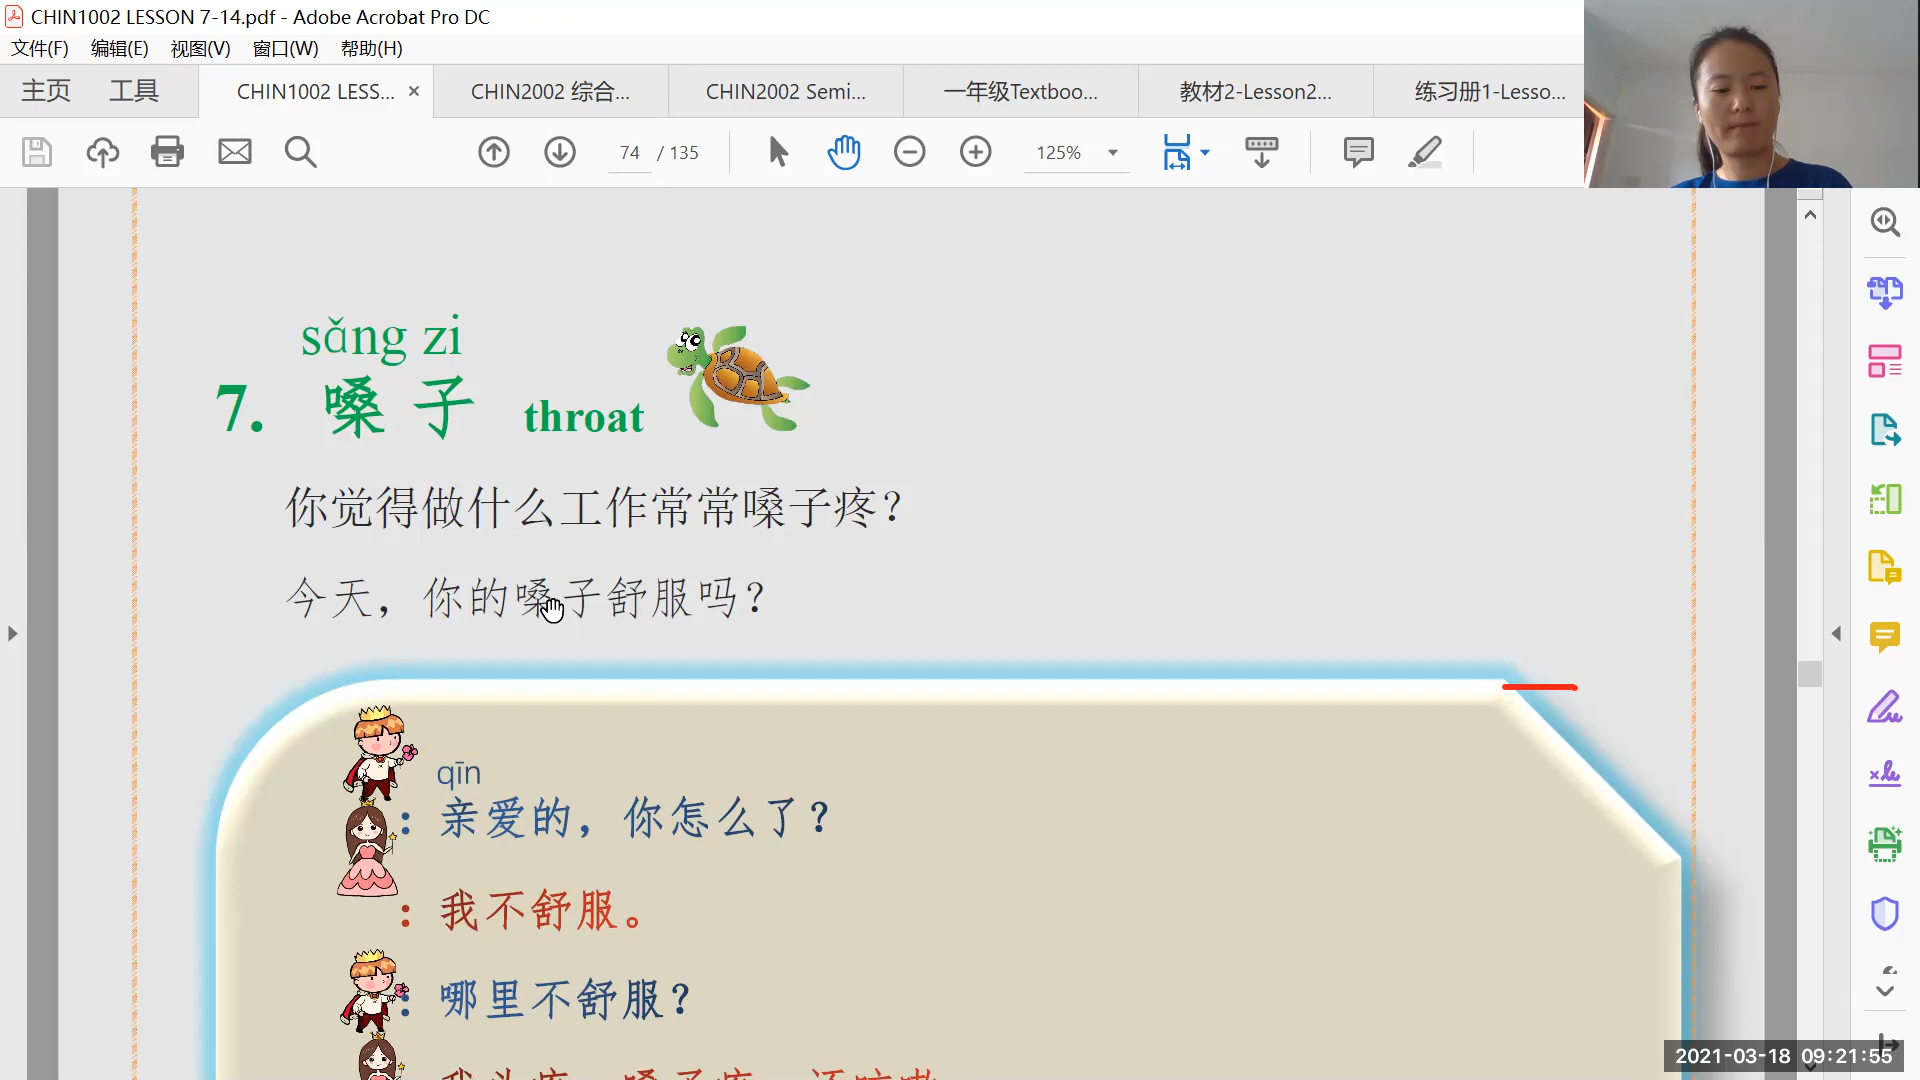 CHIN1002 LESSON 7-14.pdf - Adobe Acrobat Pro DC
文件(F) 编辑(E) 视图(V) 窗口(W) 帮助(H)
主页 工具 CHIN1002 LESS... × CHIN2002 综合... CHIN2002 Semi... 一年级Textboo... 教材2-Lesson2... 练习册1-Lesso...
74 / 135 125%
sǎng zi
7. 嗓子 throat
你觉得做什么工作常常嗓子疼？
今天，你的嗓子舒服吗？
qīn
：亲爱的，你怎么了？
：我不舒服。
：哪里不舒服？
2021-03-18 09:21:55